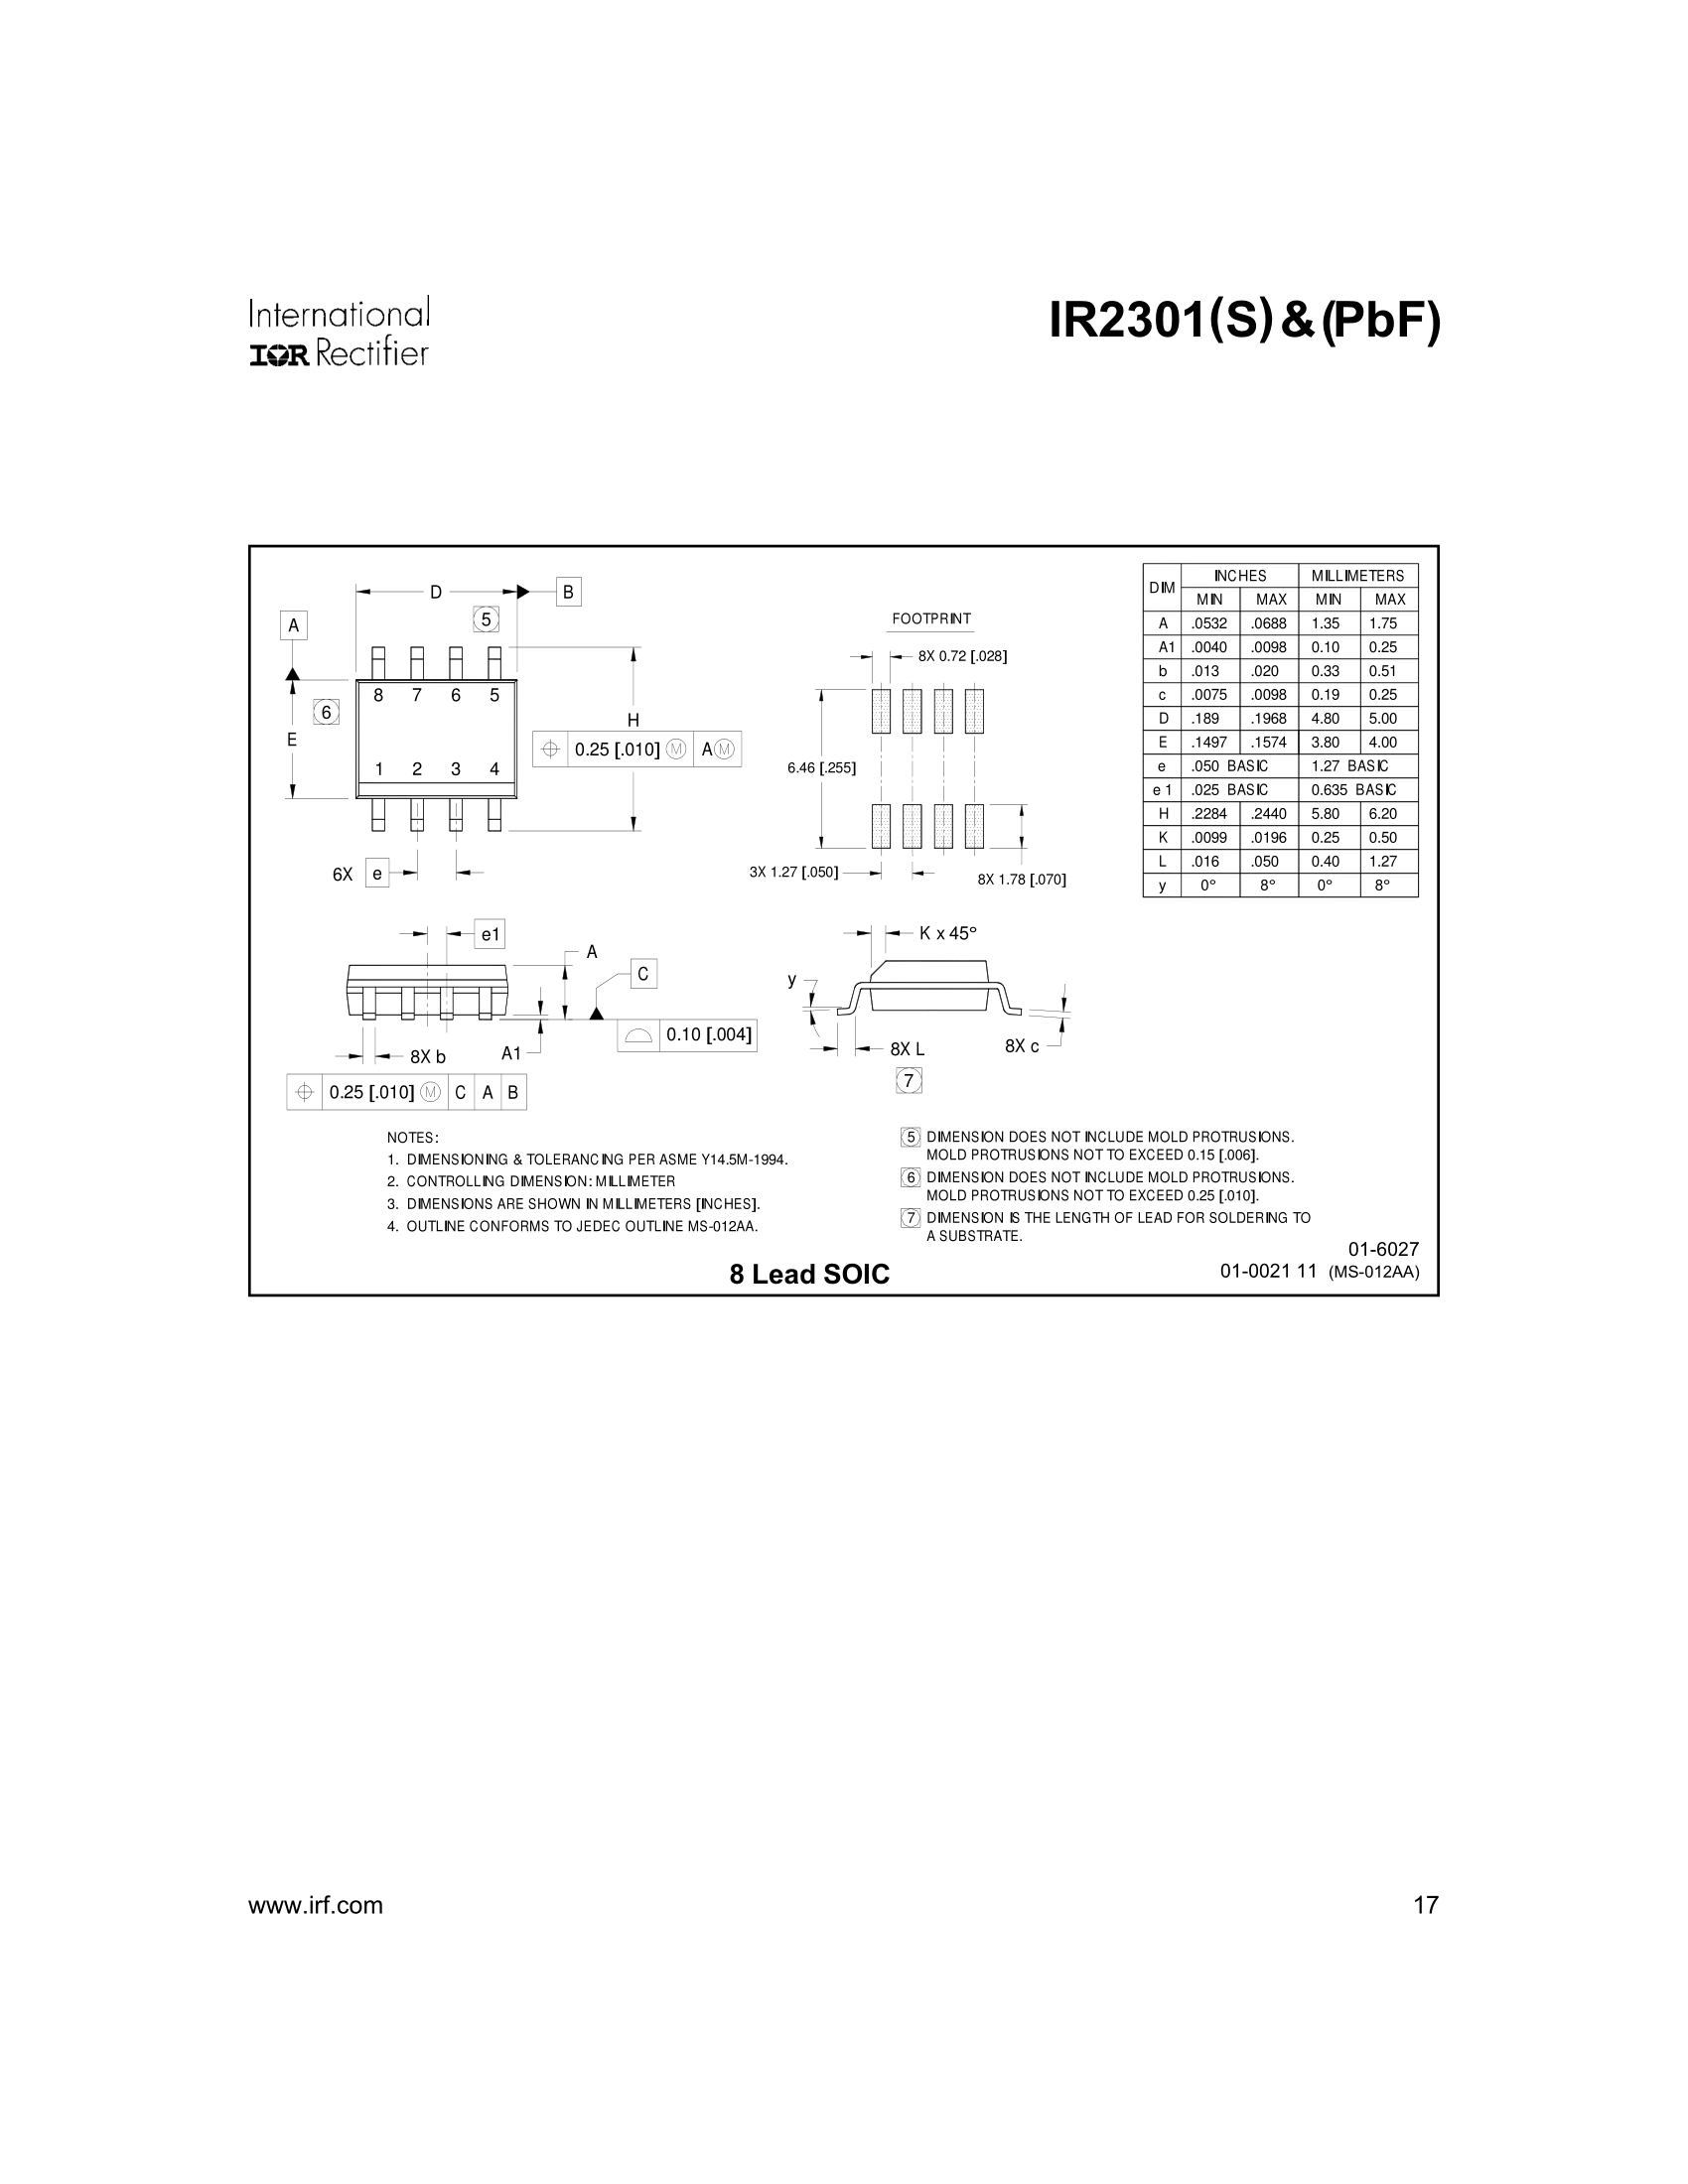 International
IOR Rectifier
IR2301(S) & (PbF)
D
B
5
A
8 7 6 5
6
E
H
0.25 [.010] Ⓜ A Ⓜ
1 2 3 4
6X e
FOOTPRINT
8X 0.72 [.028]
6.46 [.255]
3X 1.27 [.050]
8X 1.78 [.070]
DIM INCHES MILLIMETERS
MIN MAX MIN MAX
A .0532 .0688 1.35 1.75
A1 .0040 .0098 0.10 0.25
b .013 .020 0.33 0.51
c .0075 .0098 0.19 0.25
D .189 .1968 4.80 5.00
E .1497 .1574 3.80 4.00
e .050 BASIC 1.27 BASIC
e 1 .025 BASIC 0.635 BASIC
H .2284 .2440 5.80 6.20
K .0099 .0196 0.25 0.50
L .016 .050 0.40 1.27
y 0° 8° 0° 8°
e1
A
C
0.10 [.004]
8X b
A1
0.25 [.010] Ⓜ C A B
K x 45°
y
8X L
8X c
7
NOTES:
1. DIMENSIONING & TOLERANCING PER ASME Y14.5M-1994.
2. CONTROLLING DIMENSION: MILLIMETER
3. DIMENSIONS ARE SHOWN IN MILLIMETERS [INCHES].
4. OUTLINE CONFORMS TO JEDEC OUTLINE MS-012AA.
5 DIMENSION DOES NOT INCLUDE MOLD PROTRUSIONS.
MOLD PROTRUSIONS NOT TO EXCEED 0.15 [.006].
6 DIMENSION DOES NOT INCLUDE MOLD PROTRUSIONS.
MOLD PROTRUSIONS NOT TO EXCEED 0.25 [.010].
7 DIMENSION IS THE LENGTH OF LEAD FOR SOLDERING TO
A SUBSTRATE.
8 Lead SOIC
01-6027
01-0021 11 (MS-012AA)
www.irf.com
17